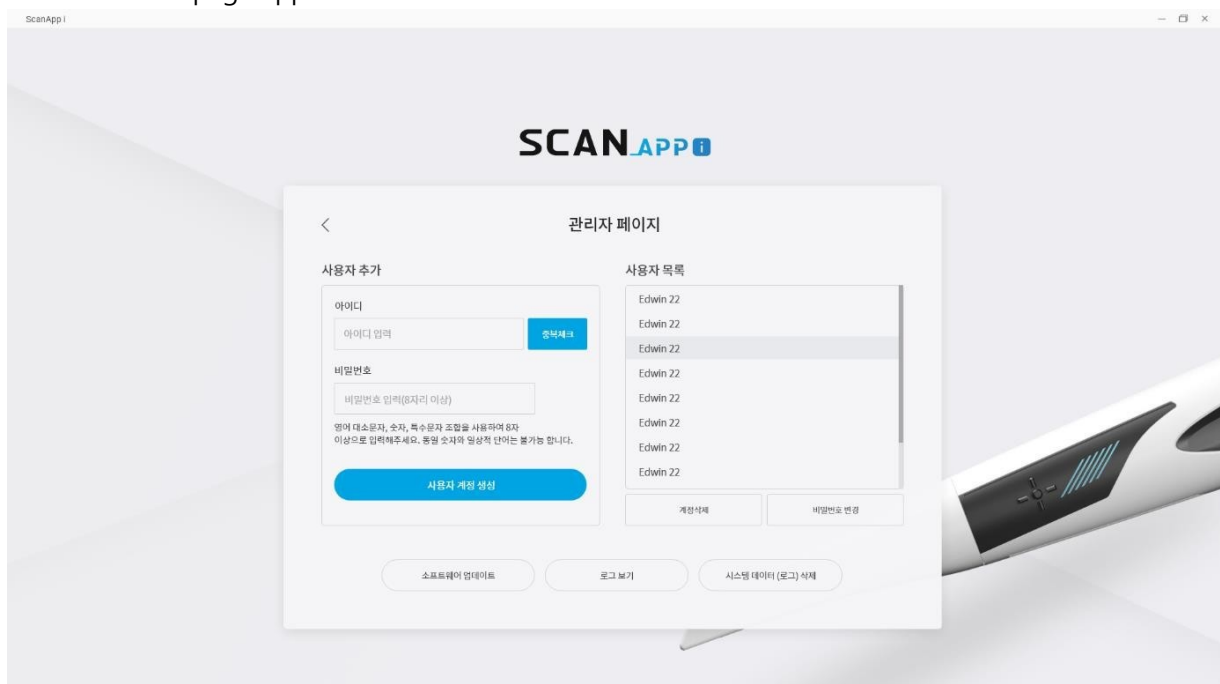 ScanApp i
SCAN APP i
관리자 페이지
사용자 추가
아이디
아이디 입력
중복체크
비밀번호
비밀번호 입력(8자리 이상)
영어 대소문자, 숫자, 특수문자 조합을 사용하여 8자
이상으로 입력해주세요. 동일 숫자와 일상적 단어는 불가능 합니다.
사용자 계정 생성
사용자 목록
Edwin 22
Edwin 22
Edwin 22
Edwin 22
Edwin 22
Edwin 22
Edwin 22
Edwin 22
계정삭제
비밀번호 변경
소프트웨어 업데이트
로그 보기
시스템 데이터 (로그) 삭제